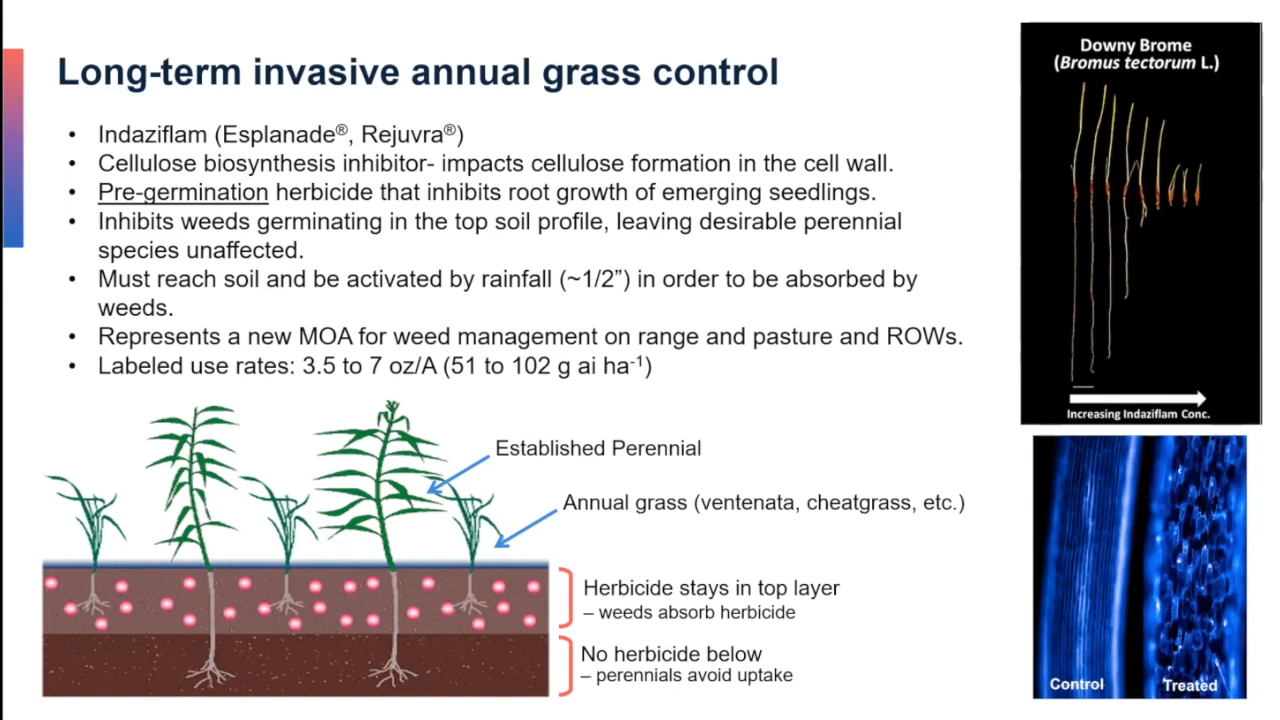 Long-term invasive annual grass control
• Indaziflam (Esplanade®, Rejuvra®)
• Cellulose biosynthesis inhibitor- impacts cellulose formation in the cell wall.
• Pre-germination herbicide that inhibits root growth of emerging seedlings.
• Inhibits weeds germinating in the top soil profile, leaving desirable perennial
species unaffected.
• Must reach soil and be activated by rainfall (~1/2”) in order to be absorbed by
weeds.
• Represents a new MOA for weed management on range and pasture and ROWs.
• Labeled use rates: 3.5 to 7 oz/A (51 to 102 g ai ha⁻¹)
Established Perennial
Annual grass (ventenata, cheatgrass, etc.)
Herbicide stays in top layer
– weeds absorb herbicide
No herbicide below
– perennials avoid uptake
Downy Brome
(Bromus tectorum L.)
Increasing Indaziflam Conc.
Control
Treated